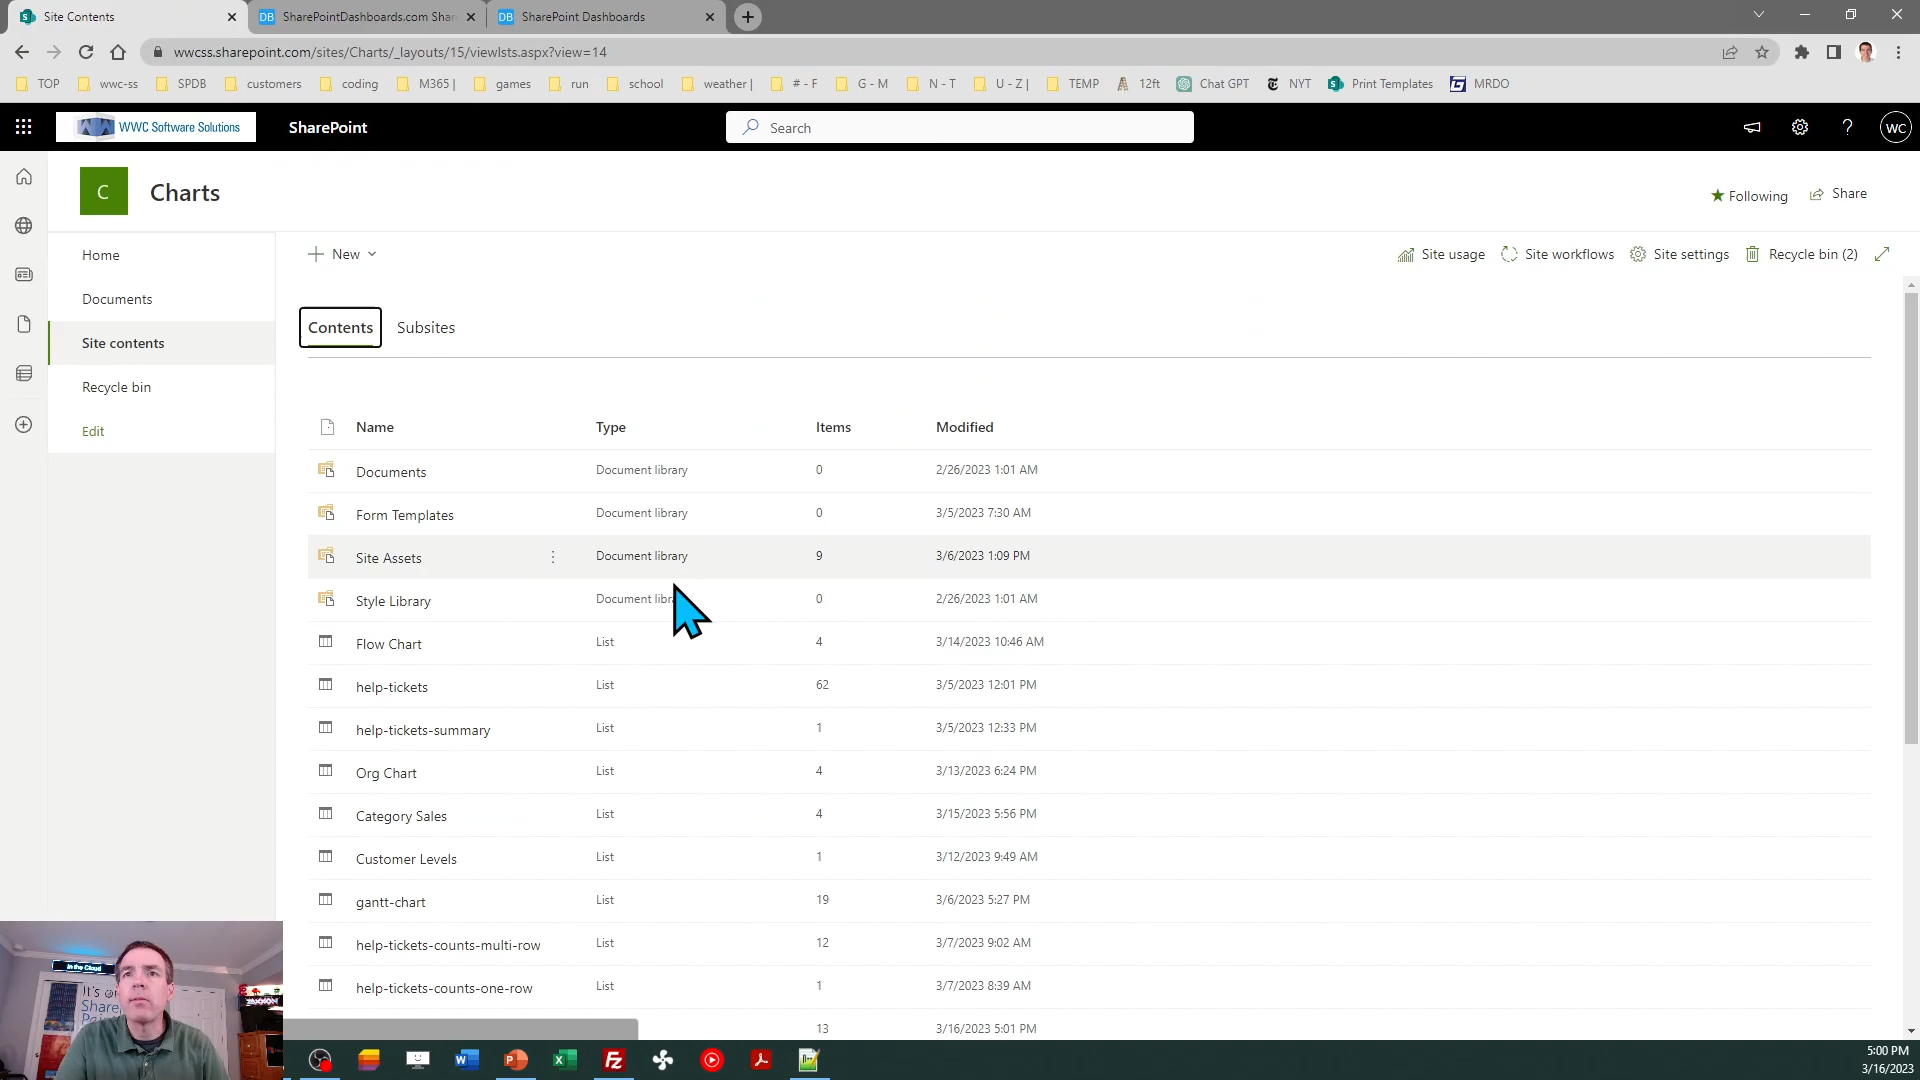 Site Contents
SharePointDashboards.com Shar
SharePoint Dashboards
wwcss.sharepoint.com/sites/Charts/_layouts/15/viewlsts.aspx?view=14
TOP wwc-ss SPDB customers coding M365 | games run school weather | # - F G - M N - T U - Z | TEMP 12ft Chat GPT NYT Print Templates MRDO
WWC Software Solutions SharePoint Search WC
C Charts Following Share
Home
Documents
Site contents
Recycle bin
Edit
New Site usage Site workflows Site settings Recycle bin (2)
Contents Subsites
Name Type Items Modified
Documents Document library 0 2/26/2023 1:01 AM
Form Templates Document library 0 3/5/2023 7:30 AM
Site Assets Document library 9 3/6/2023 1:09 PM
Style Library Document 0 2/26/2023 1:01 AM
Flow Chart List 4 3/14/2023 10:46 AM
help-tickets List 62 3/5/2023 12:01 PM
help-tickets-summary List 1 3/5/2023 12:33 PM
Org Chart List 4 3/13/2023 6:24 PM
Category Sales List 4 3/15/2023 5:56 PM
Customer Levels List 1 3/12/2023 9:49 AM
gantt-chart List 19 3/6/2023 5:27 PM
help-tickets-counts-multi-row List 12 3/7/2023 9:02 AM
help-tickets-counts-one-row List 1 3/7/2023 8:39 AM
13 3/16/2023 5:01 PM
In the Cloud
It's
Share
Poin
5:00 PM
3/16/2023